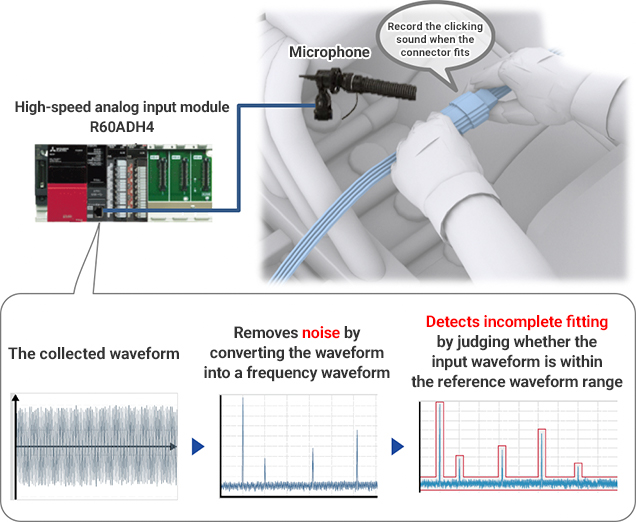 Record the clicking
sound when the
connector fits
Microphone
High-speed analog input module
R60ADH4
The collected waveform
Removes noise by
converting the waveform
into a frequency waveform
Detects incomplete fitting
by judging whether the
input waveform is within
the reference waveform range